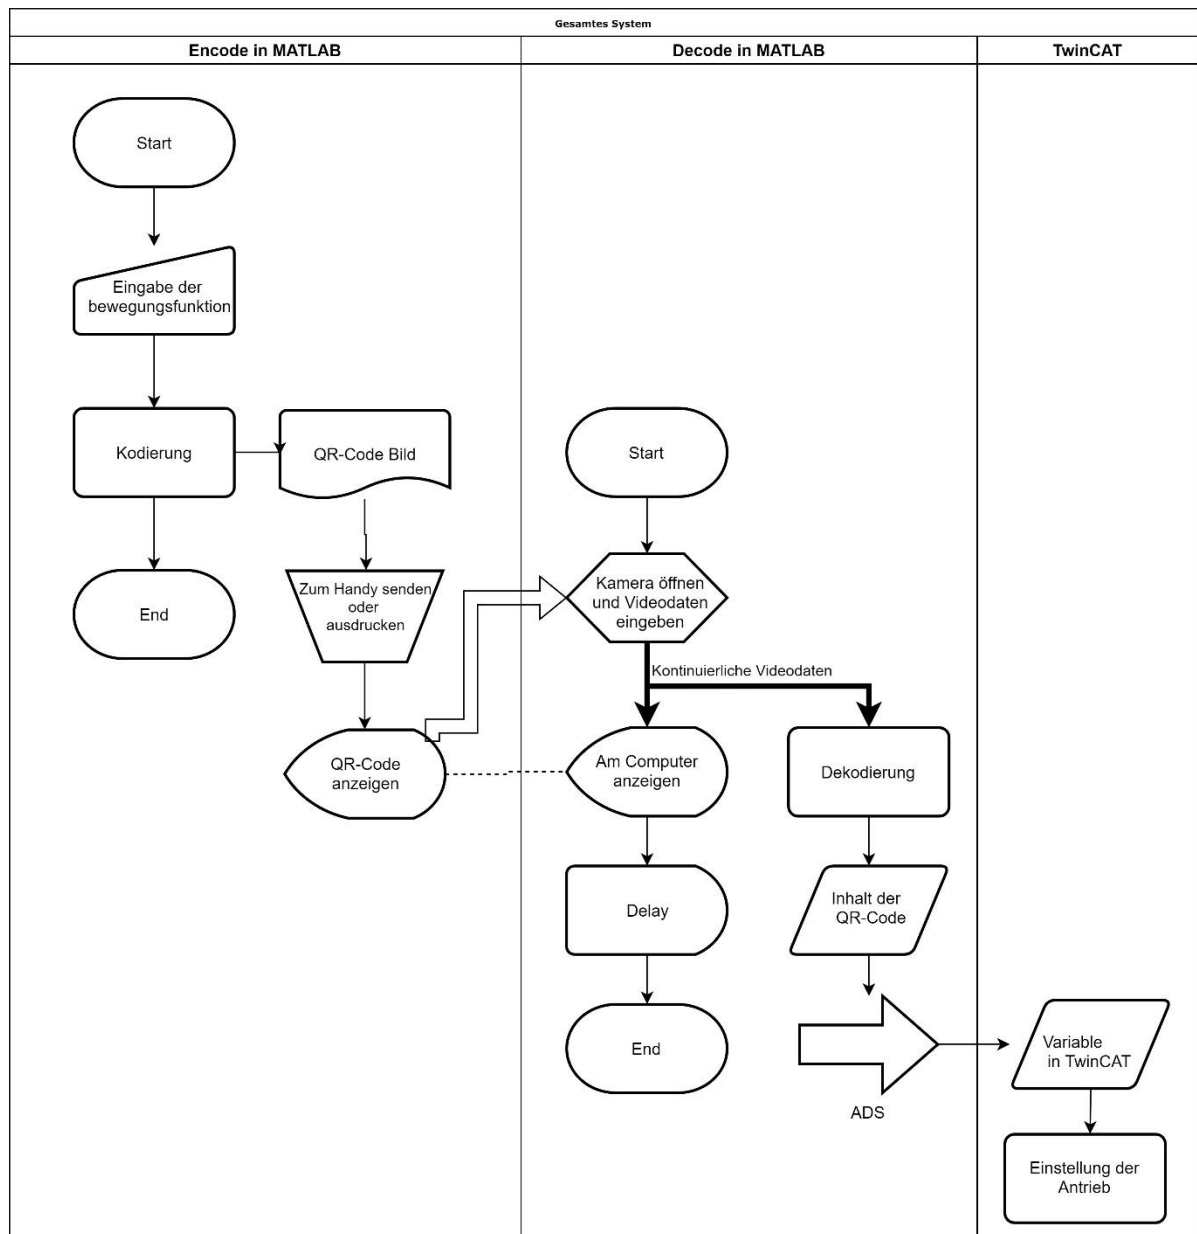 Gesamtes System
Encode in MATLAB
Decode in MATLAB
TwinCAT
Start
Eingabe der
bewegungsfunktion
Kodierung
QR-Code Bild
End
Zum Handy senden
oder
ausdrucken
QR-Code
anzeigen
Start
Kamera öffnen
und Videodaten
eingeben
Kontinuierliche Videodaten
Am Computer
anzeigen
Dekodierung
Delay
Inhalt der
QR-Code
End
ADS
Variable
in TwinCAT
Einstellung der
Antrieb